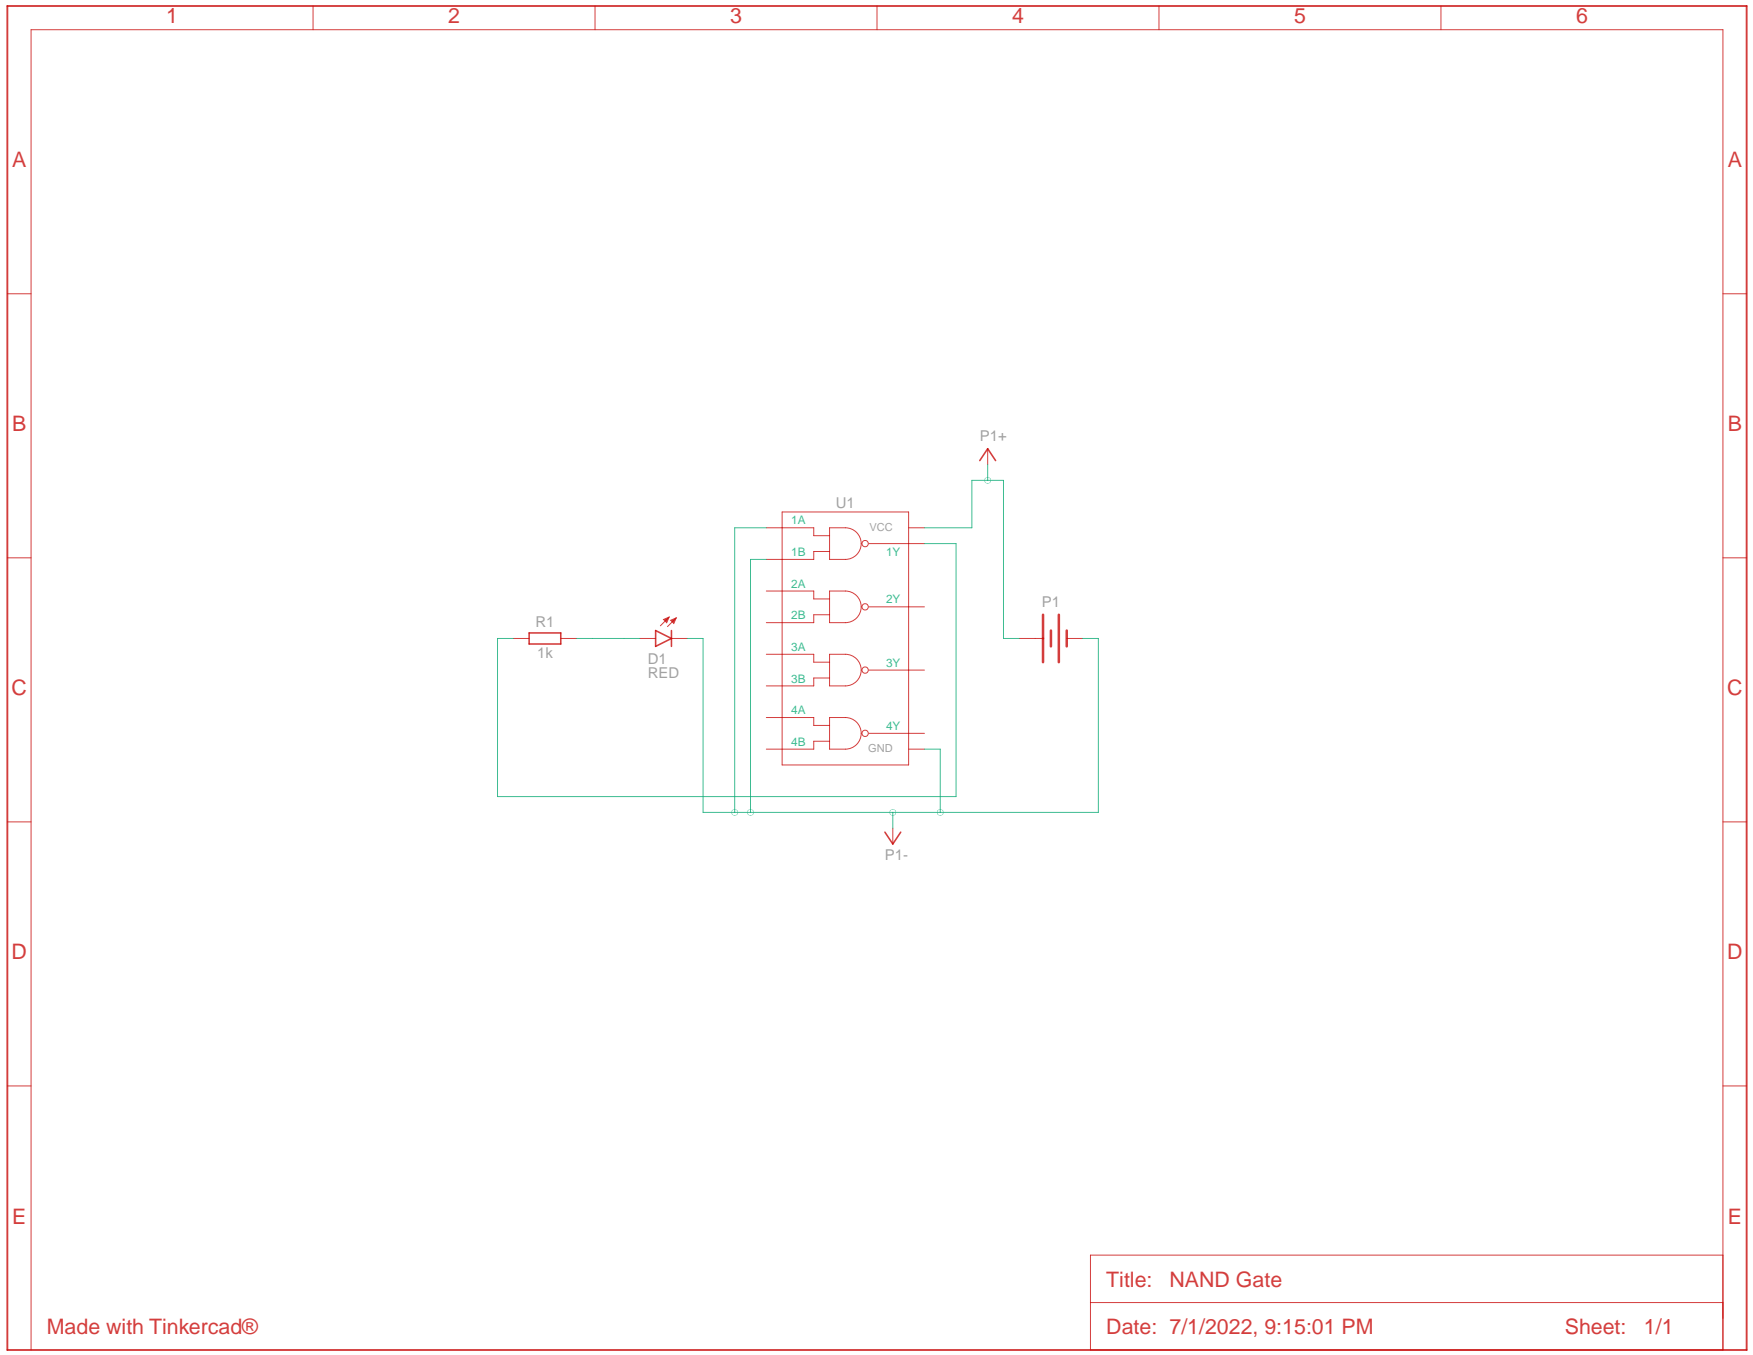 1 2 3 4 5 6
A A
B B
P1+
U1
1A VCC
1B 1Y
2A
2B 2Y
P1
R1
1k
D1
RED
3A
3B 3Y
C C
4A
4B 4Y
GND
P1-
D D
E E
Title: NAND Gate
Made with Tinkercad®
Date: 7/1/2022, 9:15:01 PM Sheet: 1/1